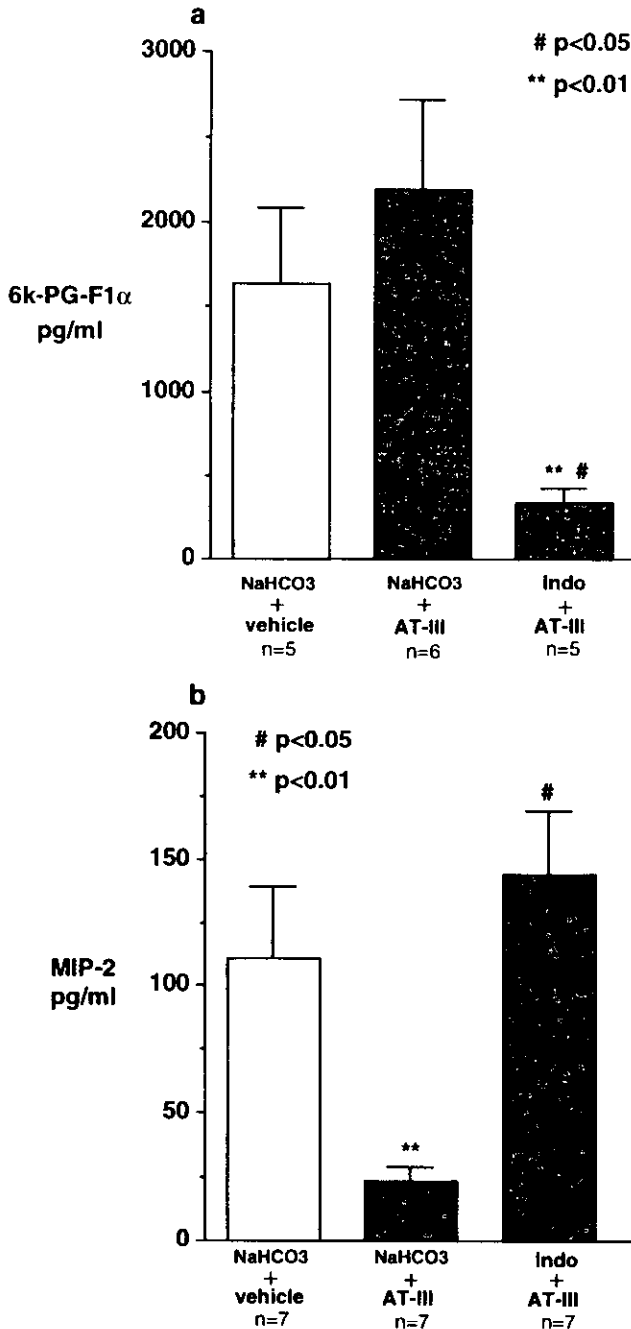 a
# p<0.05
** p<0.01
3000
2000
6k-PG-F1α
pg/ml
1000
** #
0
NaHCO3 NaHCO3 Indo
+ + +
vehicle AT-III AT-III
n=5 n=6 n=5
b
200
# p<0.05
** p<0.01
#
150
MIP-2
pg/ml
100
50
**
0
NaHCO3 NaHCO3 Indo
+ + +
vehicle AT-III AT-III
n=7 n=7 n=7